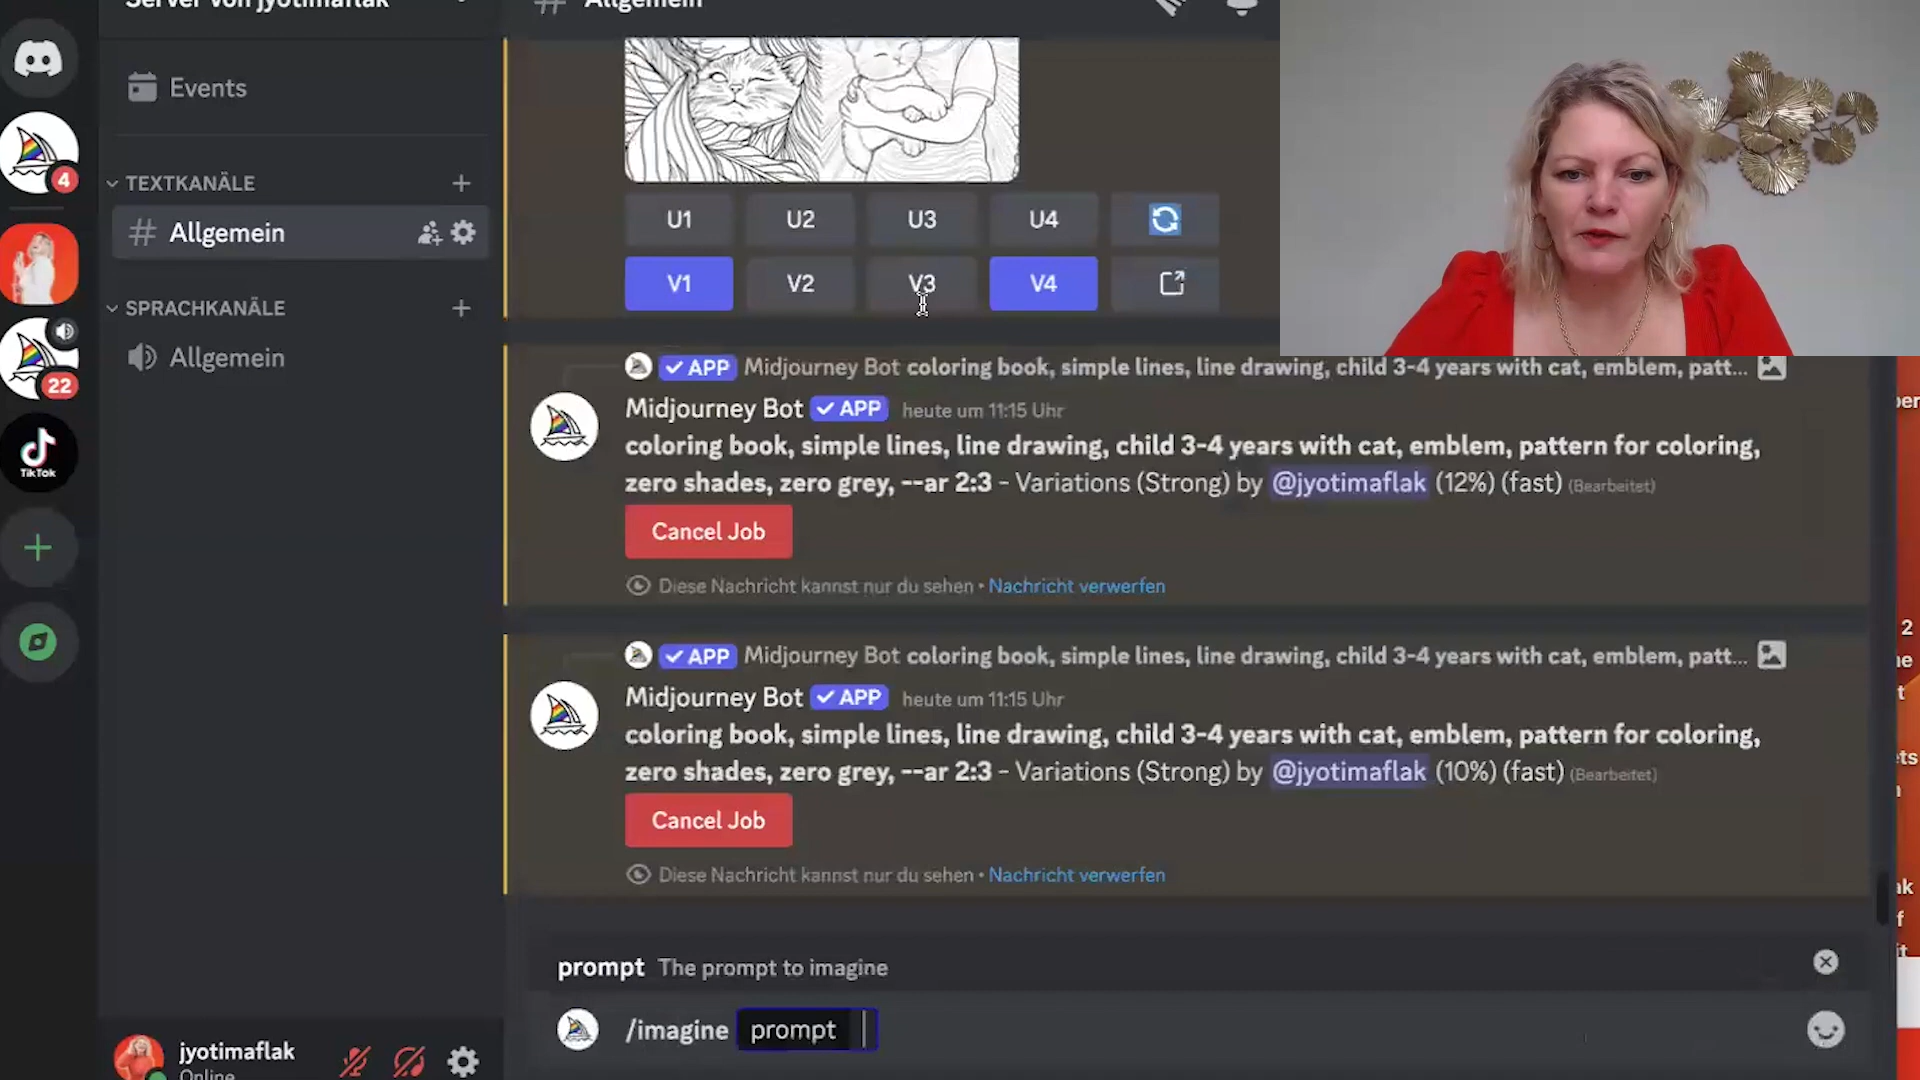 Server von jyotimaflak
Allgemein
Events
4
TEXTKANÄLE
Allgemein
SPRACHKANÄLE
Allgemein
22
TikTok
U1 U2 U3 U4
V1 V2 V3 V4
APP Midjourney Bot coloring book, simple lines, line drawing, child 3-4 years with cat, emblem, patt...
Midjourney Bot APP heute um 11:15 Uhr
coloring book, simple lines, line drawing, child 3-4 years with cat, emblem, pattern for coloring,
zero shades, zero grey, --ar 2:3 - Variations (Strong) by @jyotimaflak (12%) (fast) (Bearbeitet)
Cancel Job
Diese Nachricht kannst nur du sehen • Nachricht verwerfen
APP Midjourney Bot coloring book, simple lines, line drawing, child 3-4 years with cat, emblem, patt...
Midjourney Bot APP heute um 11:15 Uhr
coloring book, simple lines, line drawing, child 3-4 years with cat, emblem, pattern for coloring,
zero shades, zero grey, --ar 2:3 - Variations (Strong) by @jyotimaflak (10%) (fast) (Bearbeitet)
Cancel Job
Diese Nachricht kannst nur du sehen • Nachricht verwerfen
prompt The prompt to imagine
/imagine prompt
jyotimaflak
Online